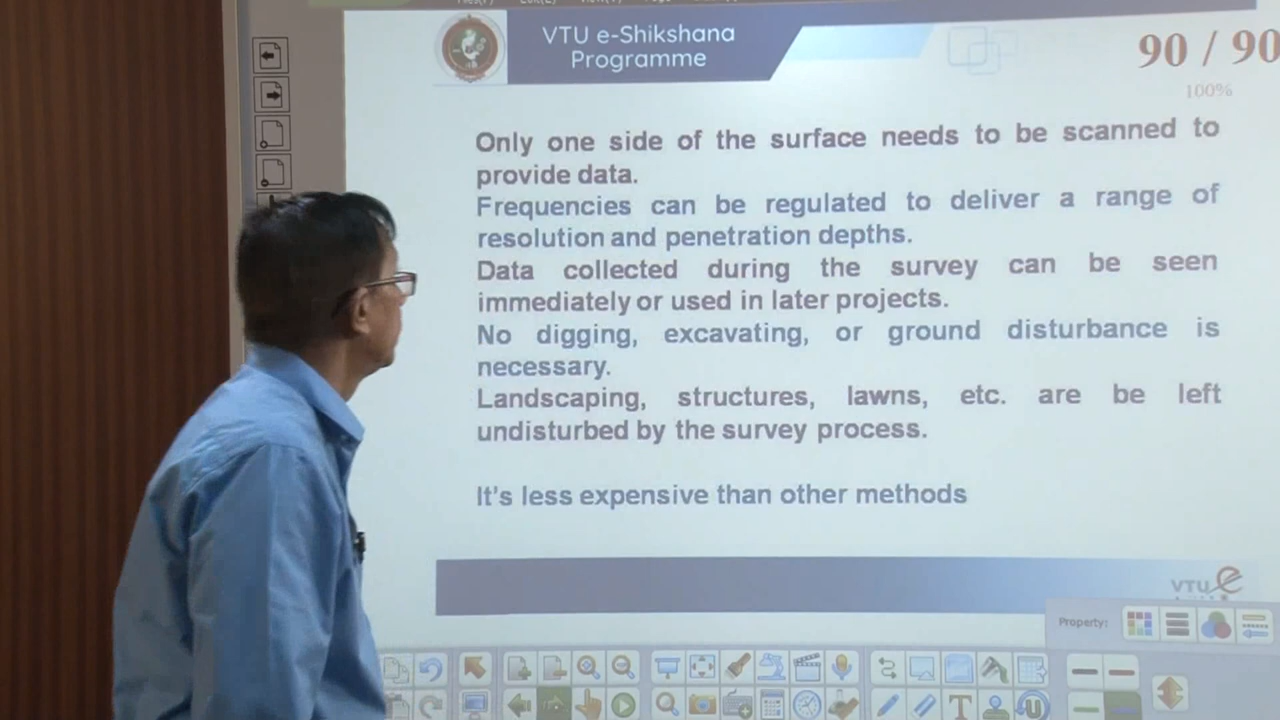 VTU e-Shikshana
Programme
90 / 90
100%
Only one side of the surface needs to be scanned to
provide data.
Frequencies can be regulated to deliver a range of
resolution and penetration depths.
Data collected during the survey can be seen
immediately or used in later projects.
No digging, excavating, or ground disturbance is
necessary.
Landscaping, structures, lawns, etc. are be left
undisturbed by the survey process.
It's less expensive than other methods
VTU e
Property: